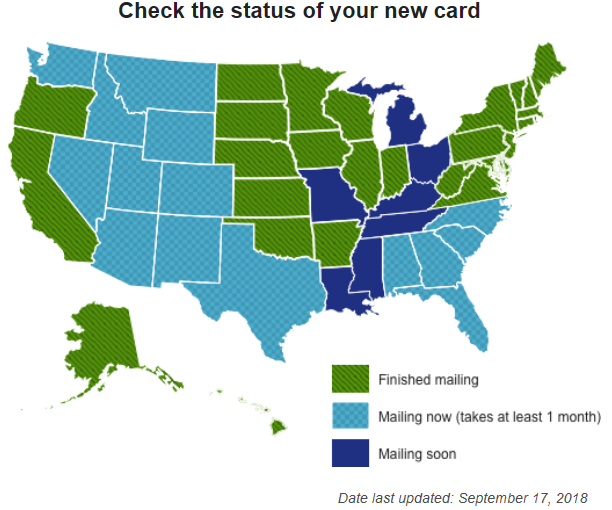 Check the status of your new card
Finished mailing
Mailing now (takes at least 1 month)
Mailing soon
Date last updated: September 17, 2018